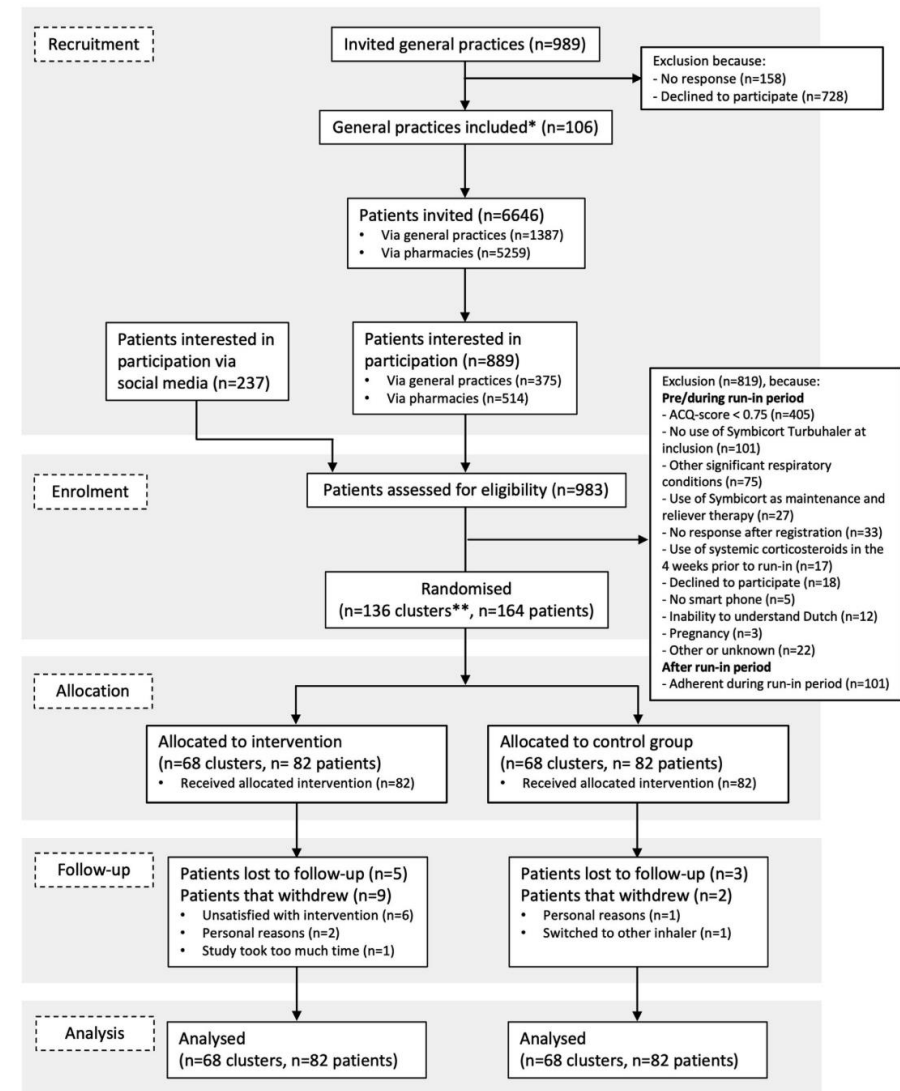 Recruitment
Invited general practices (n=989)
Exclusion because:
- No response (n=158)
- Declined to participate (n=728)
General practices included* (n=106)
Patients invited (n=6646)
• Via general practices (n=1387)
• Via pharmacies (n=5259)
Patients interested in
participation via
social media (n=237)
Patients interested in
participation (n=889)
• Via general practices (n=375)
• Via pharmacies (n=514)
Exclusion (n=819), because:
Pre/during run-in period
- ACQ-score < 0.75 (n=405)
- No use of Symbicort Turbuhaler at
inclusion (n=101)
- Other significant respiratory
conditions (n=75)
- Use of Symbicort as maintenance and
reliever therapy (n=27)
- No response after registration (n=33)
- Use of systemic corticosteroids in the
4 weeks prior to run-in (n=17)
- Declined to participate (n=18)
- No smart phone (n=5)
- Inability to understand Dutch (n=12)
- Pregnancy (n=3)
- Other or unknown (n=22)
After run-in period
- Adherent during run-in period (n=101)
Enrolment
Patients assessed for eligibility (n=983)
Randomised
(n=136 clusters**, n=164 patients)
Allocation
Allocated to intervention
(n=68 clusters, n= 82 patients)
• Received allocated intervention (n=82)
Allocated to control group
(n=68 clusters, n= 82 patients)
• Received allocated intervention (n=82)
Follow-up
Patients lost to follow-up (n=5)
Patients that withdrew (n=9)
• Unsatisfied with intervention (n=6)
• Personal reasons (n=2)
• Study took too much time (n=1)
Patients lost to follow-up (n=3)
Patients that withdrew (n=2)
• Personal reasons (n=1)
• Switched to other inhaler (n=1)
Analysis
Analysed
(n=68 clusters, n=82 patients)
Analysed
(n=68 clusters, n=82 patients)